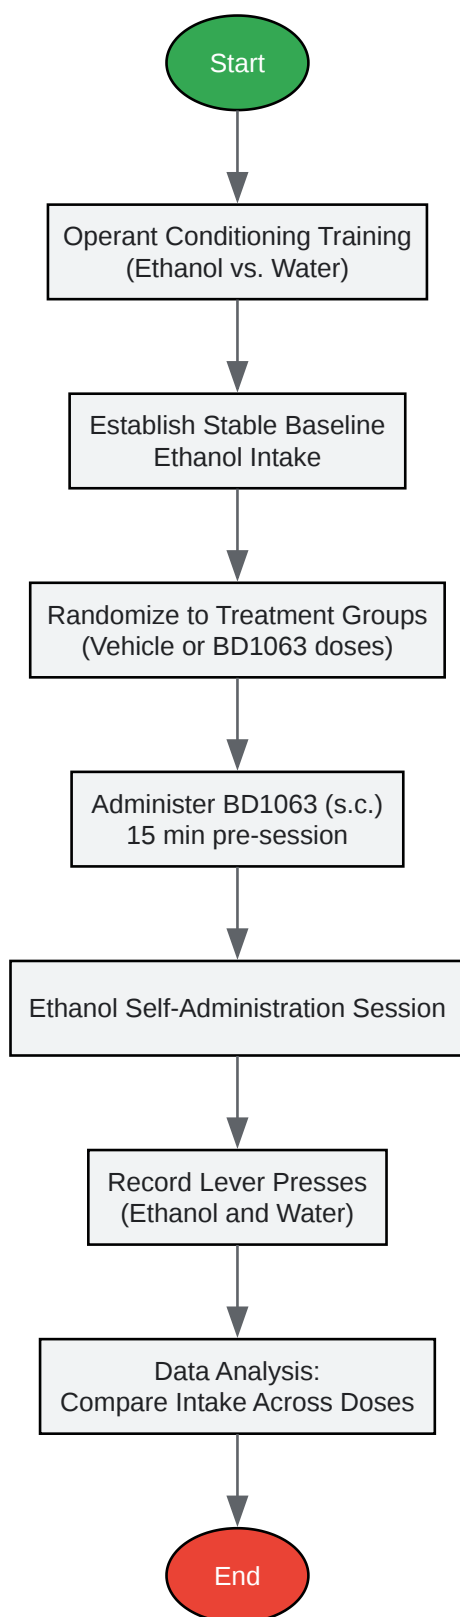 Start
Operant Conditioning Training
(Ethanol vs. Water)
Establish Stable Baseline
Ethanol Intake
Randomize to Treatment Groups
(Vehicle or BD1063 doses)
Administer BD1063 (s.c.)
15 min pre-session
Ethanol Self-Administration Session
Record Lever Presses
(Ethanol and Water)
Data Analysis:
Compare Intake Across Doses
End